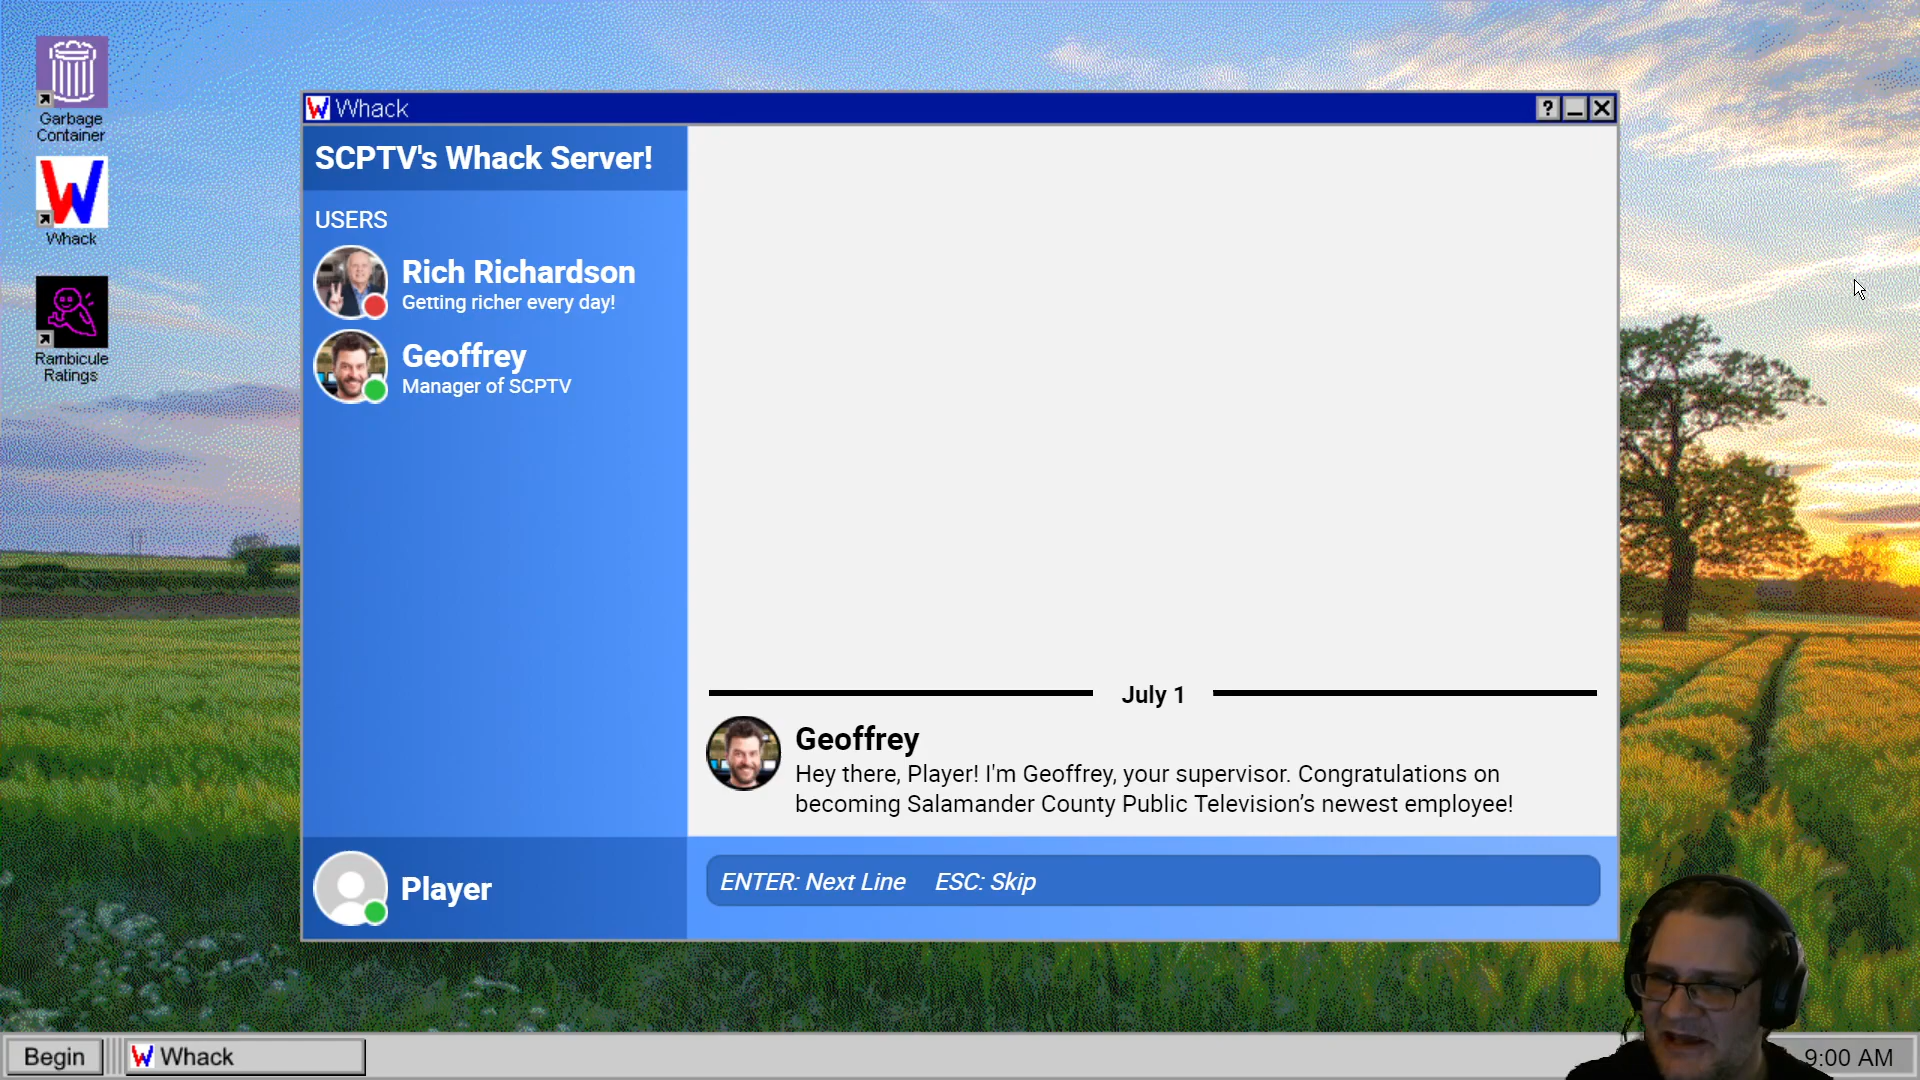 Garbage
Container
Whack
Rambicule
Ratings
Whack
?
SCPTV's Whack Server!
USERS
Rich Richardson
Getting richer every day!
Geoffrey
Manager of SCPTV
Player
July 1
Geoffrey
Hey there, Player! I'm Geoffrey, your supervisor. Congratulations on
becoming Salamander County Public Television’s newest employee!
ENTER: Next Line ESC: Skip
Begin
Whack
9:00 AM